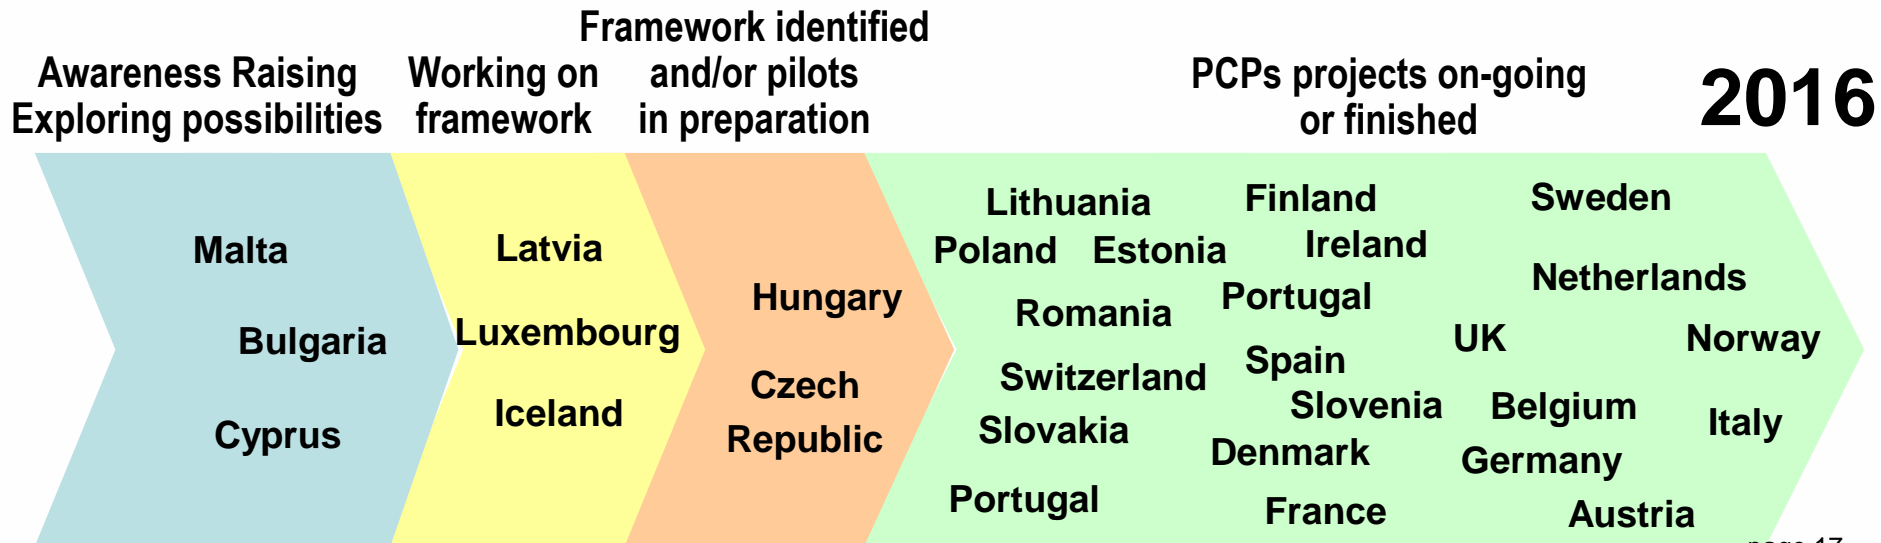 Framework identified
Awareness Raising Working on and/or pilots PCPs projects on-going 2016
Exploring possibilities framework in preparation or finished
Malta
Bulgaria
Cyprus
Latvia
Luxembourg
Iceland
Hungary
Czech
Republic
Lithuania Finland Sweden
Poland Estonia Ireland
Netherlands
Romania Portugal
UK Norway
Switzerland Spain
Slovenia Belgium Italy
Slovakia
Denmark Germany
Portugal France Austria
page 17